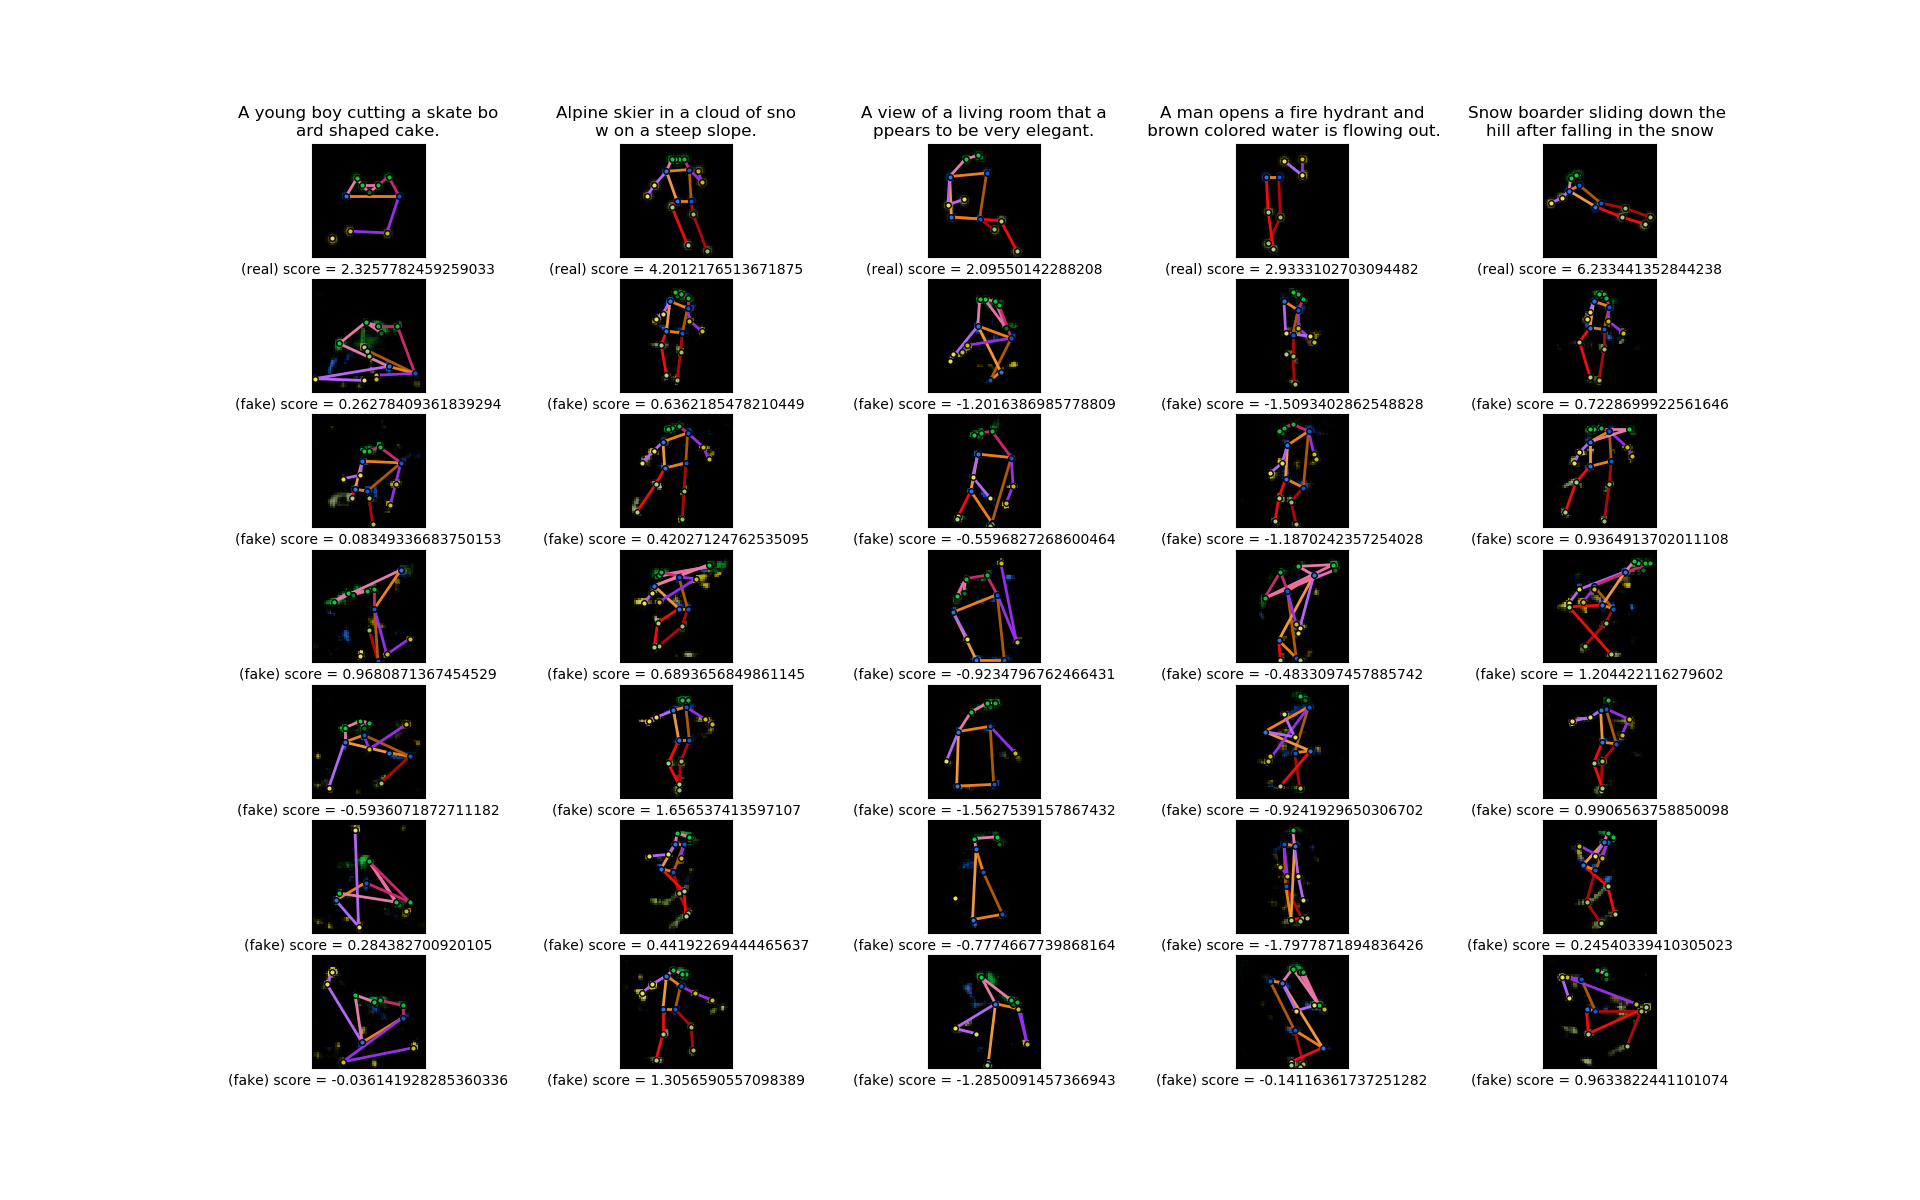 A young boy cutting a skate bo
ard shaped cake.
Alpine skier in a cloud of sno
w on a steep slope.
A view of a living room that a
ppears to be very elegant.
A man opens a fire hydrant and
brown colored water is flowing out.
Snow boarder sliding down the
hill after falling in the snow
(real) score = 2.3257782459259033
(real) score = 4.2012176513671875
(real) score = 2.09550142288208
(real) score = 2.9333102703094482
(real) score = 6.233441352844238
(fake) score = 0.26278409361839294
(fake) score = 0.6362185478210449
(fake) score = -1.2016386985778809
(fake) score = -1.5093402862548828
(fake) score = 0.7228699922561646
(fake) score = 0.08349336683750153
(fake) score = 0.42027124762535095
(fake) score = -0.5596827268600464
(fake) score = -1.1870242357254028
(fake) score = 0.9364913702011108
(fake) score = 0.9680871367454529
(fake) score = 0.6893656849861145
(fake) score = -0.9234796762466431
(fake) score = -0.4833097457885742
(fake) score = 1.204422116279602
(fake) score = -0.5936071872711182
(fake) score = 1.656537413597107
(fake) score = -1.5627539157867432
(fake) score = -0.9241929650306702
(fake) score = 0.9906563758850098
(fake) score = 0.284382700920105
(fake) score = 0.44192269444465637
(fake) score = -0.7774667739868164
(fake) score = -1.7977871894836426
(fake) score = 0.24540339410305023
(fake) score = -0.036141928285360336
(fake) score = 1.3056590557098389
(fake) score = -1.2850091457366943
(fake) score = -0.14116361737251282
(fake) score = 0.9633822441101074